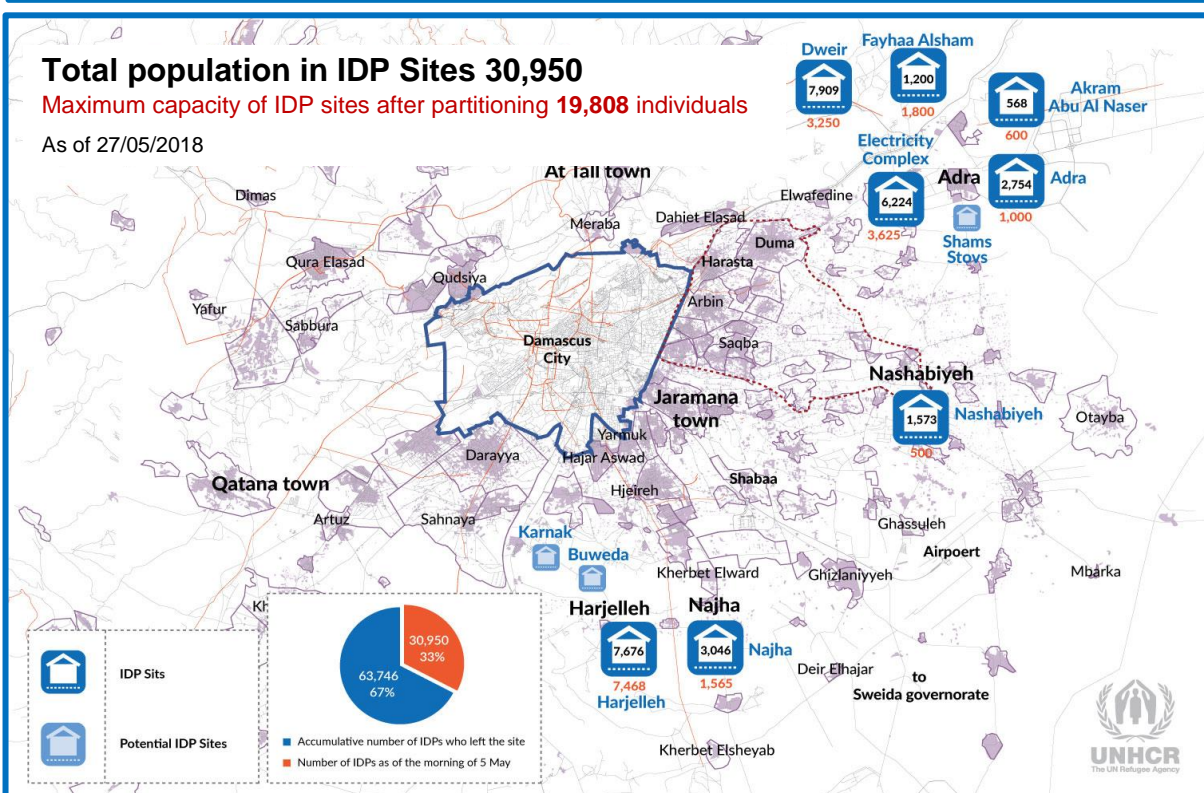 Total population in IDP Sites 30,950
Maximum capacity of IDP sites after partitioning 19,808 individuals
As of 27/05/2018
Dweir
7,909
3,250
Fayhaa Alsham
1,200
1,800
568
600
Akram
Abu Al Naser
Electricity
Complex
6,224
3,625
Adra
2,754
Adra
1,000
Shams
Stovs
At Tall town
Dimas
Meraba
Dahiet Elasad
Elwafedine
Duma
Qura Elasad
Qudsiya
Harasta
Yafur
Sabbura
Arbin
Damascus
City
Saqba
Nashabiyeh
1,573
Nashabiyeh
500
Otayba
Jaramana
town
Yarmuk
Darayya
Hajar Aswad
Qatana town
Hjeireh
Shabaa
Artuz
Sahnaya
Ghassuleh
Karnak
Buweda
Airpoert
Kherbet Elward
Ghizlaniyyeh
Mbarka
Kh
Harjelleh
7,676
7,468
Harjelleh
Najha
3,046
Najha
1,565
Deir Elhajar
to
Sweida governorate
Kherbet Elsheyab
IDP Sits
Potential IDP Sites
30,950
33%
63,746
67%
Accumulative number of IDPs who left the site
Number of IDPs as of the morning of 5 May
UNHCR
The UN Refugee Agency